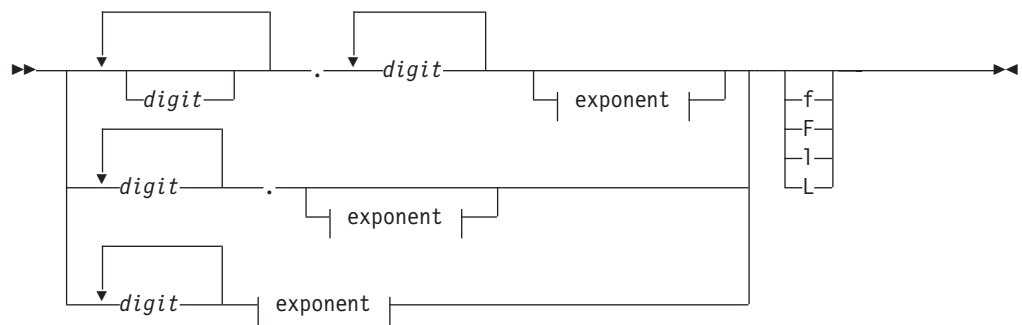 . digit
digit exponent f
F
digit . l
exponent L
digit exponent